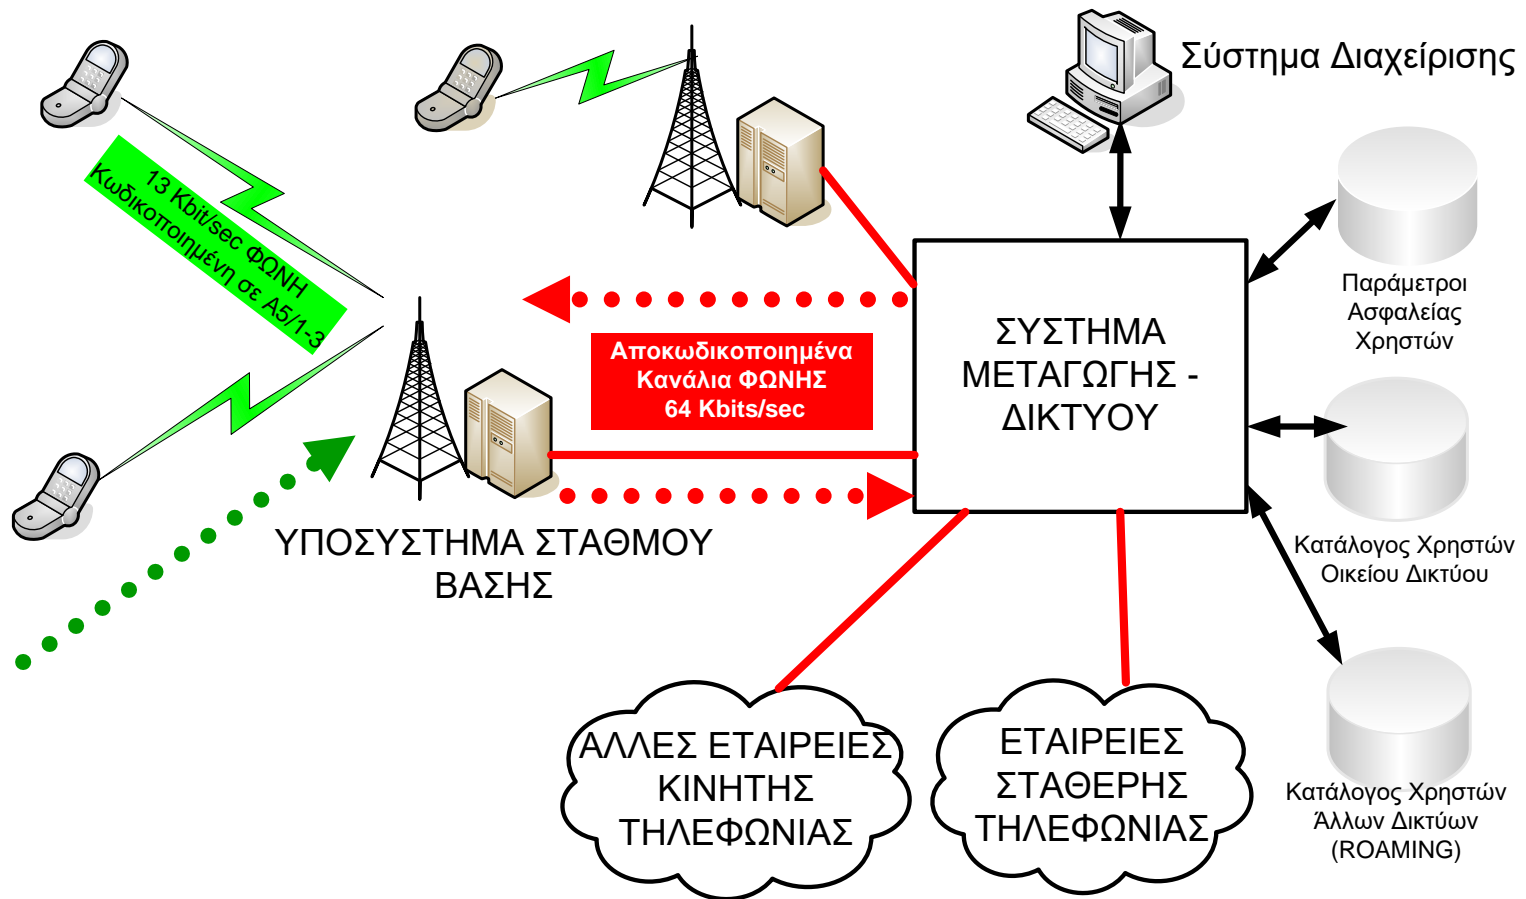 Σύστημα Διαχείρισης
13 Kbit/sec ΦΩΝΗ
Κωδικοποιημένη σε A5/1-3
Παράμετροι
Ασφαλείας
Χρηστών
ΣΥΣΤΗΜΑ
ΜΕΤΑΓΩΓΗΣ -
ΔΙΚΤΥΟΥ
Αποκωδικοποιημένα
Κανάλια ΦΩΝΗΣ
64 Kbits/sec
ΥΠΟΣΥΣΤΗΜΑ ΣΤΑΘΜΟΥ
ΒΑΣΗΣ
Κατάλογος Χρηστών
Οικείου Δικτύου
ΑΛΛΕΣ ΕΤΑΙΡΕΙΕΣ
ΚΙΝΗΤΗΣ
ΤΗΛΕΦΩΝΙΑΣ
ΕΤΑΙΡΕΙΕΣ
ΣΤΑΘΕΡΗΣ
ΤΗΛΕΦΩΝΙΑΣ
Κατάλογος Χρηστών
Άλλων Δικτύων
(ROAMING)